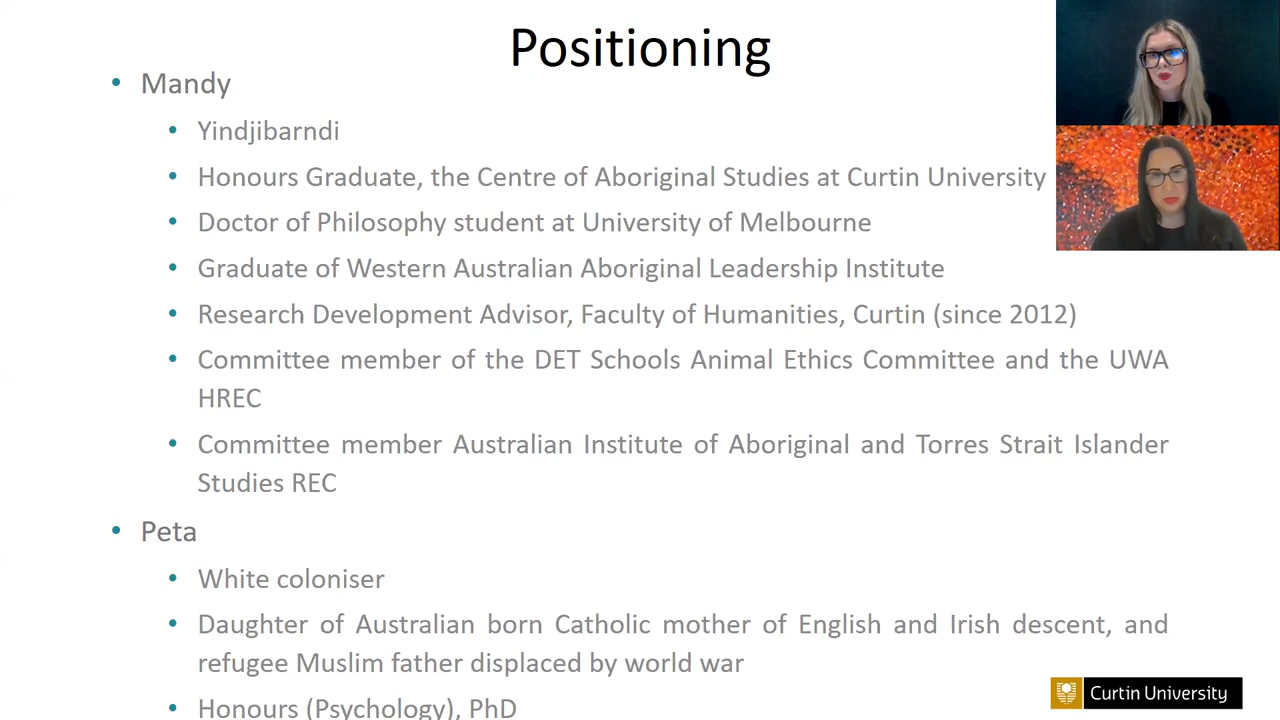 Positioning
• Mandy
• Yindjibarndi
• Honours Graduate, the Centre of Aboriginal Studies at Curtin University
• Doctor of Philosophy student at University of Melbourne
• Graduate of Western Australian Aboriginal Leadership Institute
• Research Development Advisor, Faculty of Humanities, Curtin (since 2012)
• Committee member of the DET Schools Animal Ethics Committee and the UWA
HREC
• Committee member Australian Institute of Aboriginal and Torres Strait Islander
Studies REC
• Peta
• White coloniser
• Daughter of Australian born Catholic mother of English and Irish descent, and
refugee Muslim father displaced by world war
• Honours (Psychology), PhD
Curtin University